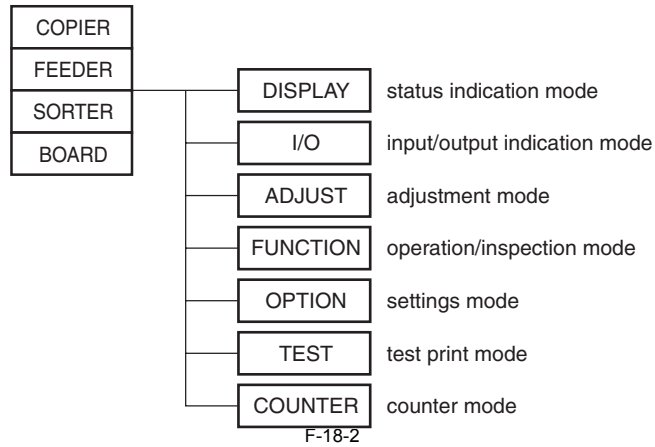 COPIER
FEEDER
SORTER
BOARD
DISPLAY status indication mode
I/O input/output indication mode
ADJUST adjustment mode
FUNCTION operation/inspection mode
OPTION settings mode
TEST test print mode
COUNTER counter mode
F-18-2